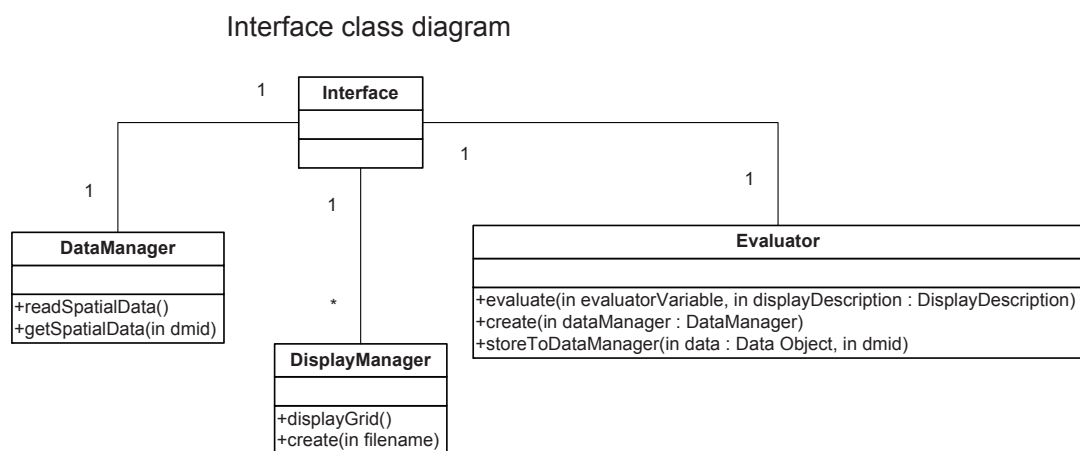 Interface class diagram
1
Interface
1
1
1
1
DataManager
+readSpatialData()
+getSpatialData(in dmid)
*
DisplayManager
+displayGrid()
+create(in filename)
Evaluator
+evaluate(in evaluatorVariable, in displayDescription : DisplayDescription)
+create(in dataManager : DataManager)
+storeToDataManager(in data : Data Object, in dmid)